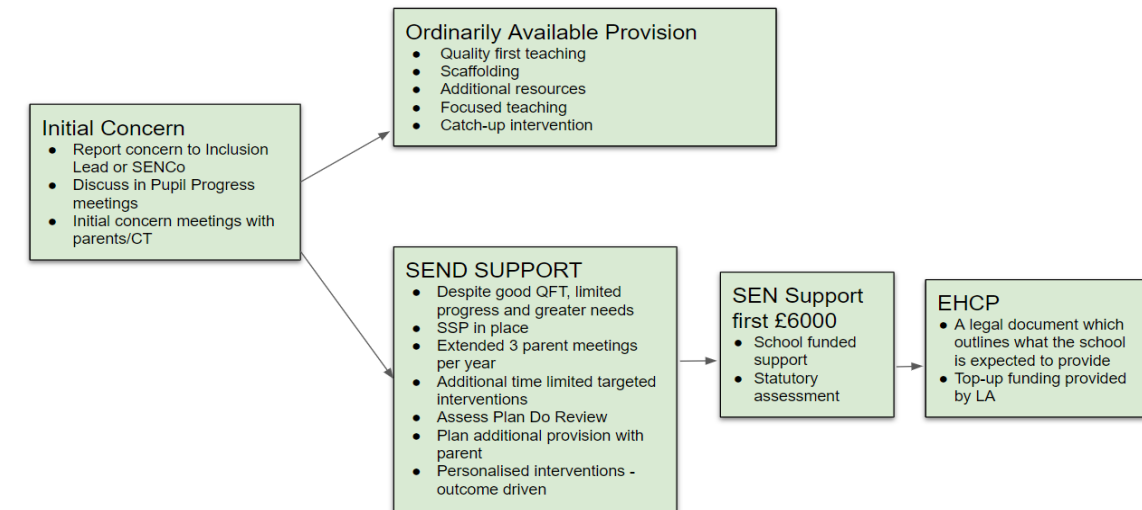 Initial Concern
● Report concern to Inclusion
Lead or SENCo
● Discuss in Pupil Progress
meetings
● Initial concern meetings with
parents/CT
Ordinarily Available Provision
● Quality first teaching
● Scaffolding
● Additional resources
● Focused teaching
● Catch-up intervention
SEND SUPPORT
● Despite good QFT, limited
progress and greater needs
● SSP in place
● Extended 3 parent meetings
per year
● Additional time limited targeted
interventions
● Assess Plan Do Review
● Plan additional provision with
parent
● Personalised interventions -
outcome driven
SEN Support
first £6000
● School funded
support
● Statutory
assessment
EHCP
● A legal document which
outlines what the school
is expected to provide
● Top-up funding provided
by LA